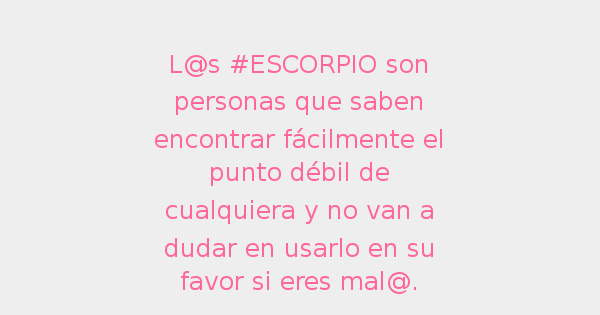 L@s #ESCORPIO son
personas que saben
encontrar fácilmente el
punto débil de
cualquiera y no van a
dudar en usarlo en su
favor si eres mal@.